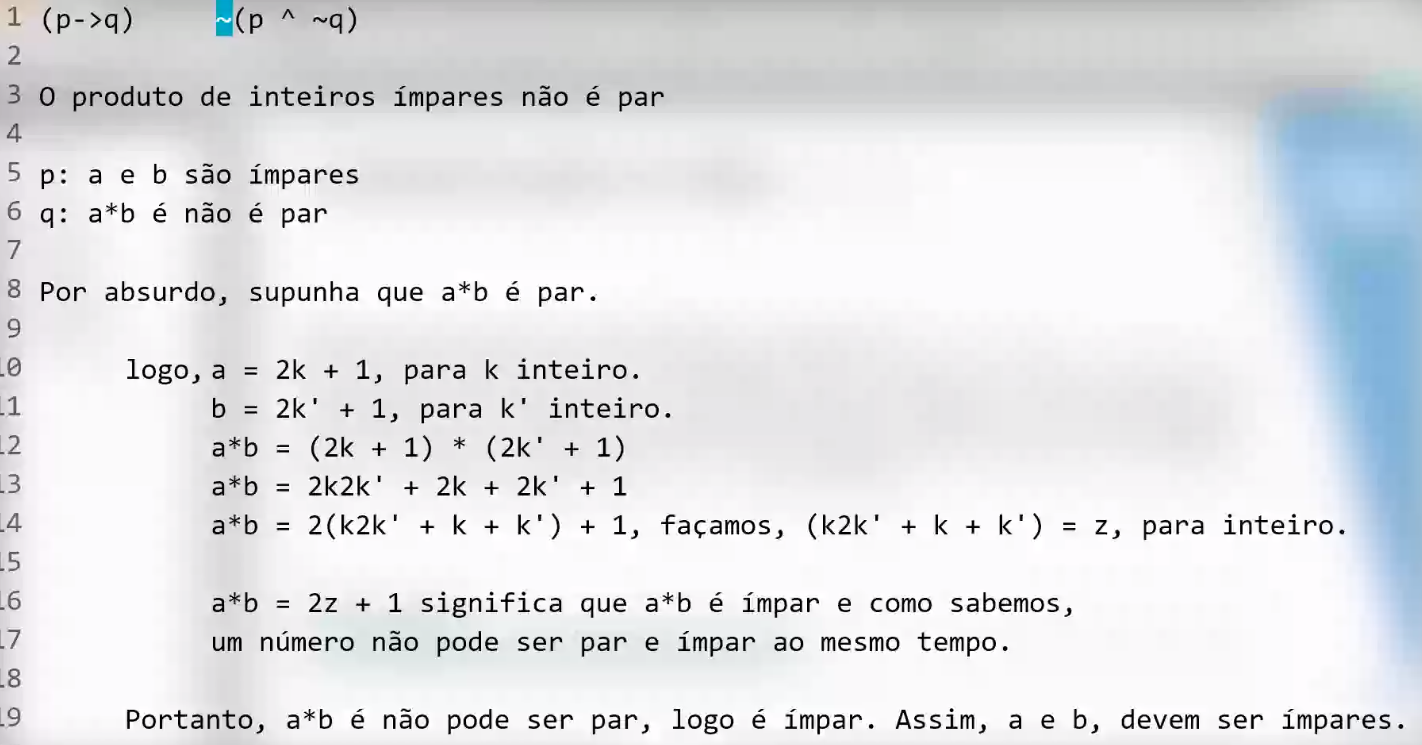 1 (p->q)     ~(p ^ ~q)
2
3 O produto de inteiros ímpares não é par
4
5 p: a e b são ímpares
6 q: a*b é não é par
7
8 Por absurdo, supunha que a*b é par.
9
10 logo, a = 2k + 1, para k inteiro.
11 b = 2k' + 1, para k' inteiro.
12 a*b = (2k + 1) * (2k' + 1)
13 a*b = 2k2k' + 2k + 2k' + 1
14 a*b = 2(k2k' + k + k') + 1, façamos, (k2k' + k + k') = z, para inteiro.
15
16 a*b = 2z + 1 significa que a*b é ímpar e como sabemos,
17 um número não pode ser par e ímpar ao mesmo tempo.
18
19 Portanto, a*b é não pode ser par, logo é ímpar. Assim, a e b, devem ser ímpares.